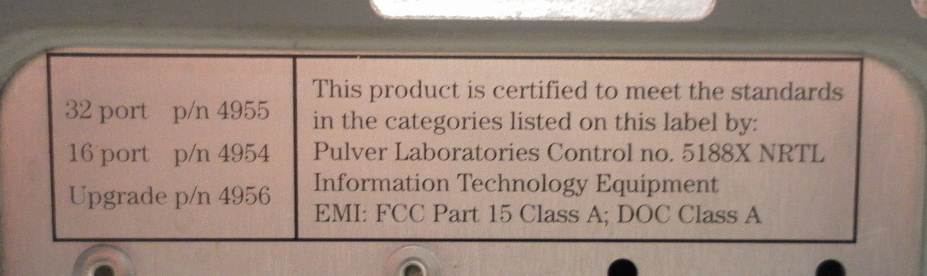 32 port p/n 4955
16 port p/n 4954
Upgrade p/n 4956
This product is certified to meet the standards
in the categories listed on this label by:
Pulver Laboratories Control no. 5188X NRTL
Information Technology Equipment
EMI: FCC Part 15 Class A; DOC Class A